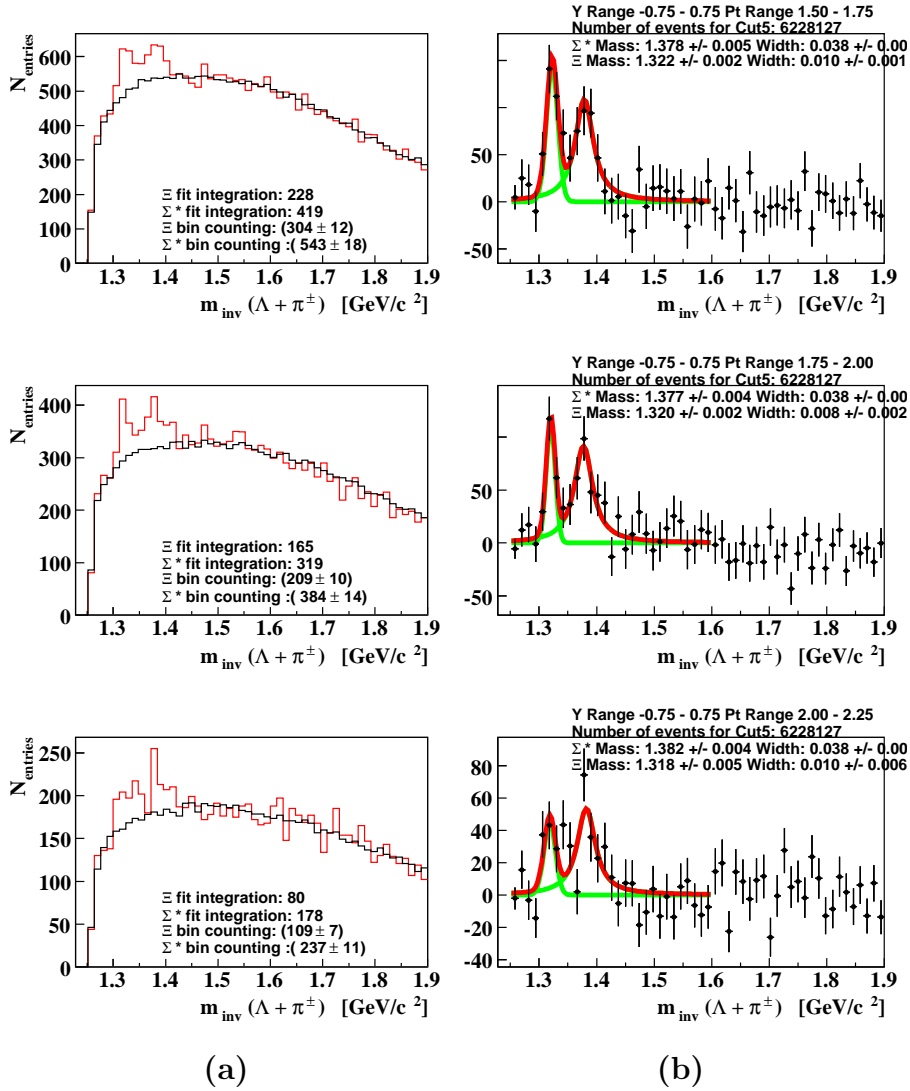 Y Range -0.75 - 0.75 Pt Range 1.50 - 1.75
Number of events for Cut5: 6228127
Σ * Mass: 1.378 +/- 0.005 Width: 0.038 +/- 0.00
Ξ Mass: 1.322 +/- 0.002 Width: 0.010 +/- 0.001
N entries
600
500
400
300
200
100
0
Ξ fit integration: 228
Σ * fit integration: 419
Ξ bin counting: (304 ± 12)
Σ * bin counting :( 543 ± 18)
1.3 1.4 1.5 1.6 1.7 1.8 1.9
m inv (Λ + π±) [GeV/c 2]
50
0
-50
1.3 1.4 1.5 1.6 1.7 1.8 1.9
m inv (Λ + π±) [GeV/c 2]
Y Range -0.75 - 0.75 Pt Range 1.75 - 2.00
Number of events for Cut5: 6228127
Σ * Mass: 1.377 +/- 0.004 Width: 0.038 +/- 0.00
Ξ Mass: 1.320 +/- 0.002 Width: 0.008 +/- 0.002
N entries
400
300
200
100
0
Ξ fit integration: 165
Σ * fit integration: 319
Ξ bin counting: (209 ± 10)
Σ * bin counting :( 384 ± 14)
1.3 1.4 1.5 1.6 1.7 1.8 1.9
m inv (Λ + π±) [GeV/c 2]
50
0
-50
1.3 1.4 1.5 1.6 1.7 1.8 1.9
m inv (Λ + π±) [GeV/c 2]
Y Range -0.75 - 0.75 Pt Range 2.00 - 2.25
Number of events for Cut5: 6228127
Σ * Mass: 1.382 +/- 0.004 Width: 0.038 +/- 0.00
Ξ Mass: 1.318 +/- 0.005 Width: 0.010 +/- 0.006
N entries
250
200
150
100
50
0
Ξ fit integration: 80
Σ * fit integration: 178
Ξ bin counting: (109 ± 7)
Σ * bin counting :( 237 ± 11)
1.3 1.4 1.5 1.6 1.7 1.8 1.9
m inv (Λ + π±) [GeV/c 2]
80
60
40
20
0
-20
-40
1.3 1.4 1.5 1.6 1.7 1.8 1.9
m inv (Λ + π±) [GeV/c 2]
(a) (b)